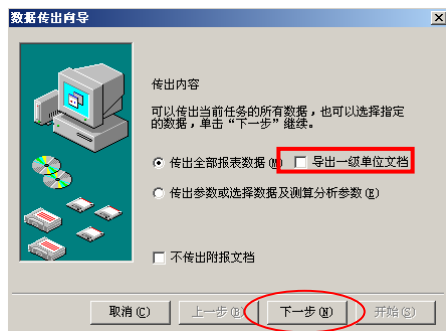 数据传出向导
传出内容
可以传出当前任务的所有数据，也可以选择指定
的数据，单击“下一步”继续。
传出全部报表数据(M) 导出一级单位文档
传出参数或选择数据及测算分析参数(E)
不传出附报文档
取消(C) 上一步(B) 下一步(N) 开始(S)